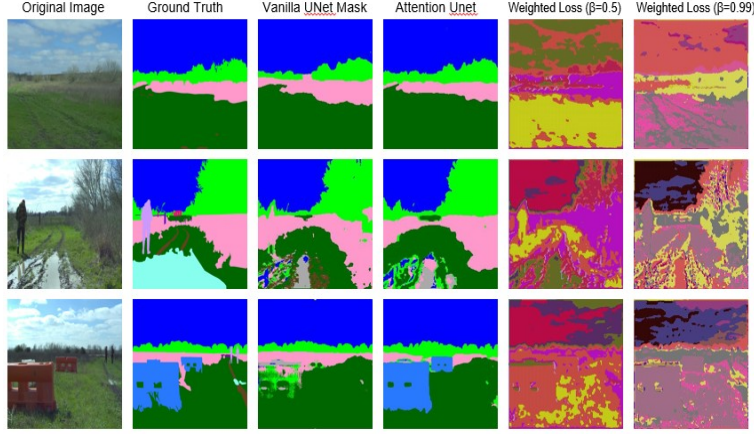 Original Image
Ground Truth
Vanilla UNet Mask
Attention Unet
Weighted Loss (β=0.5)
Weighted Loss (β=0.99)